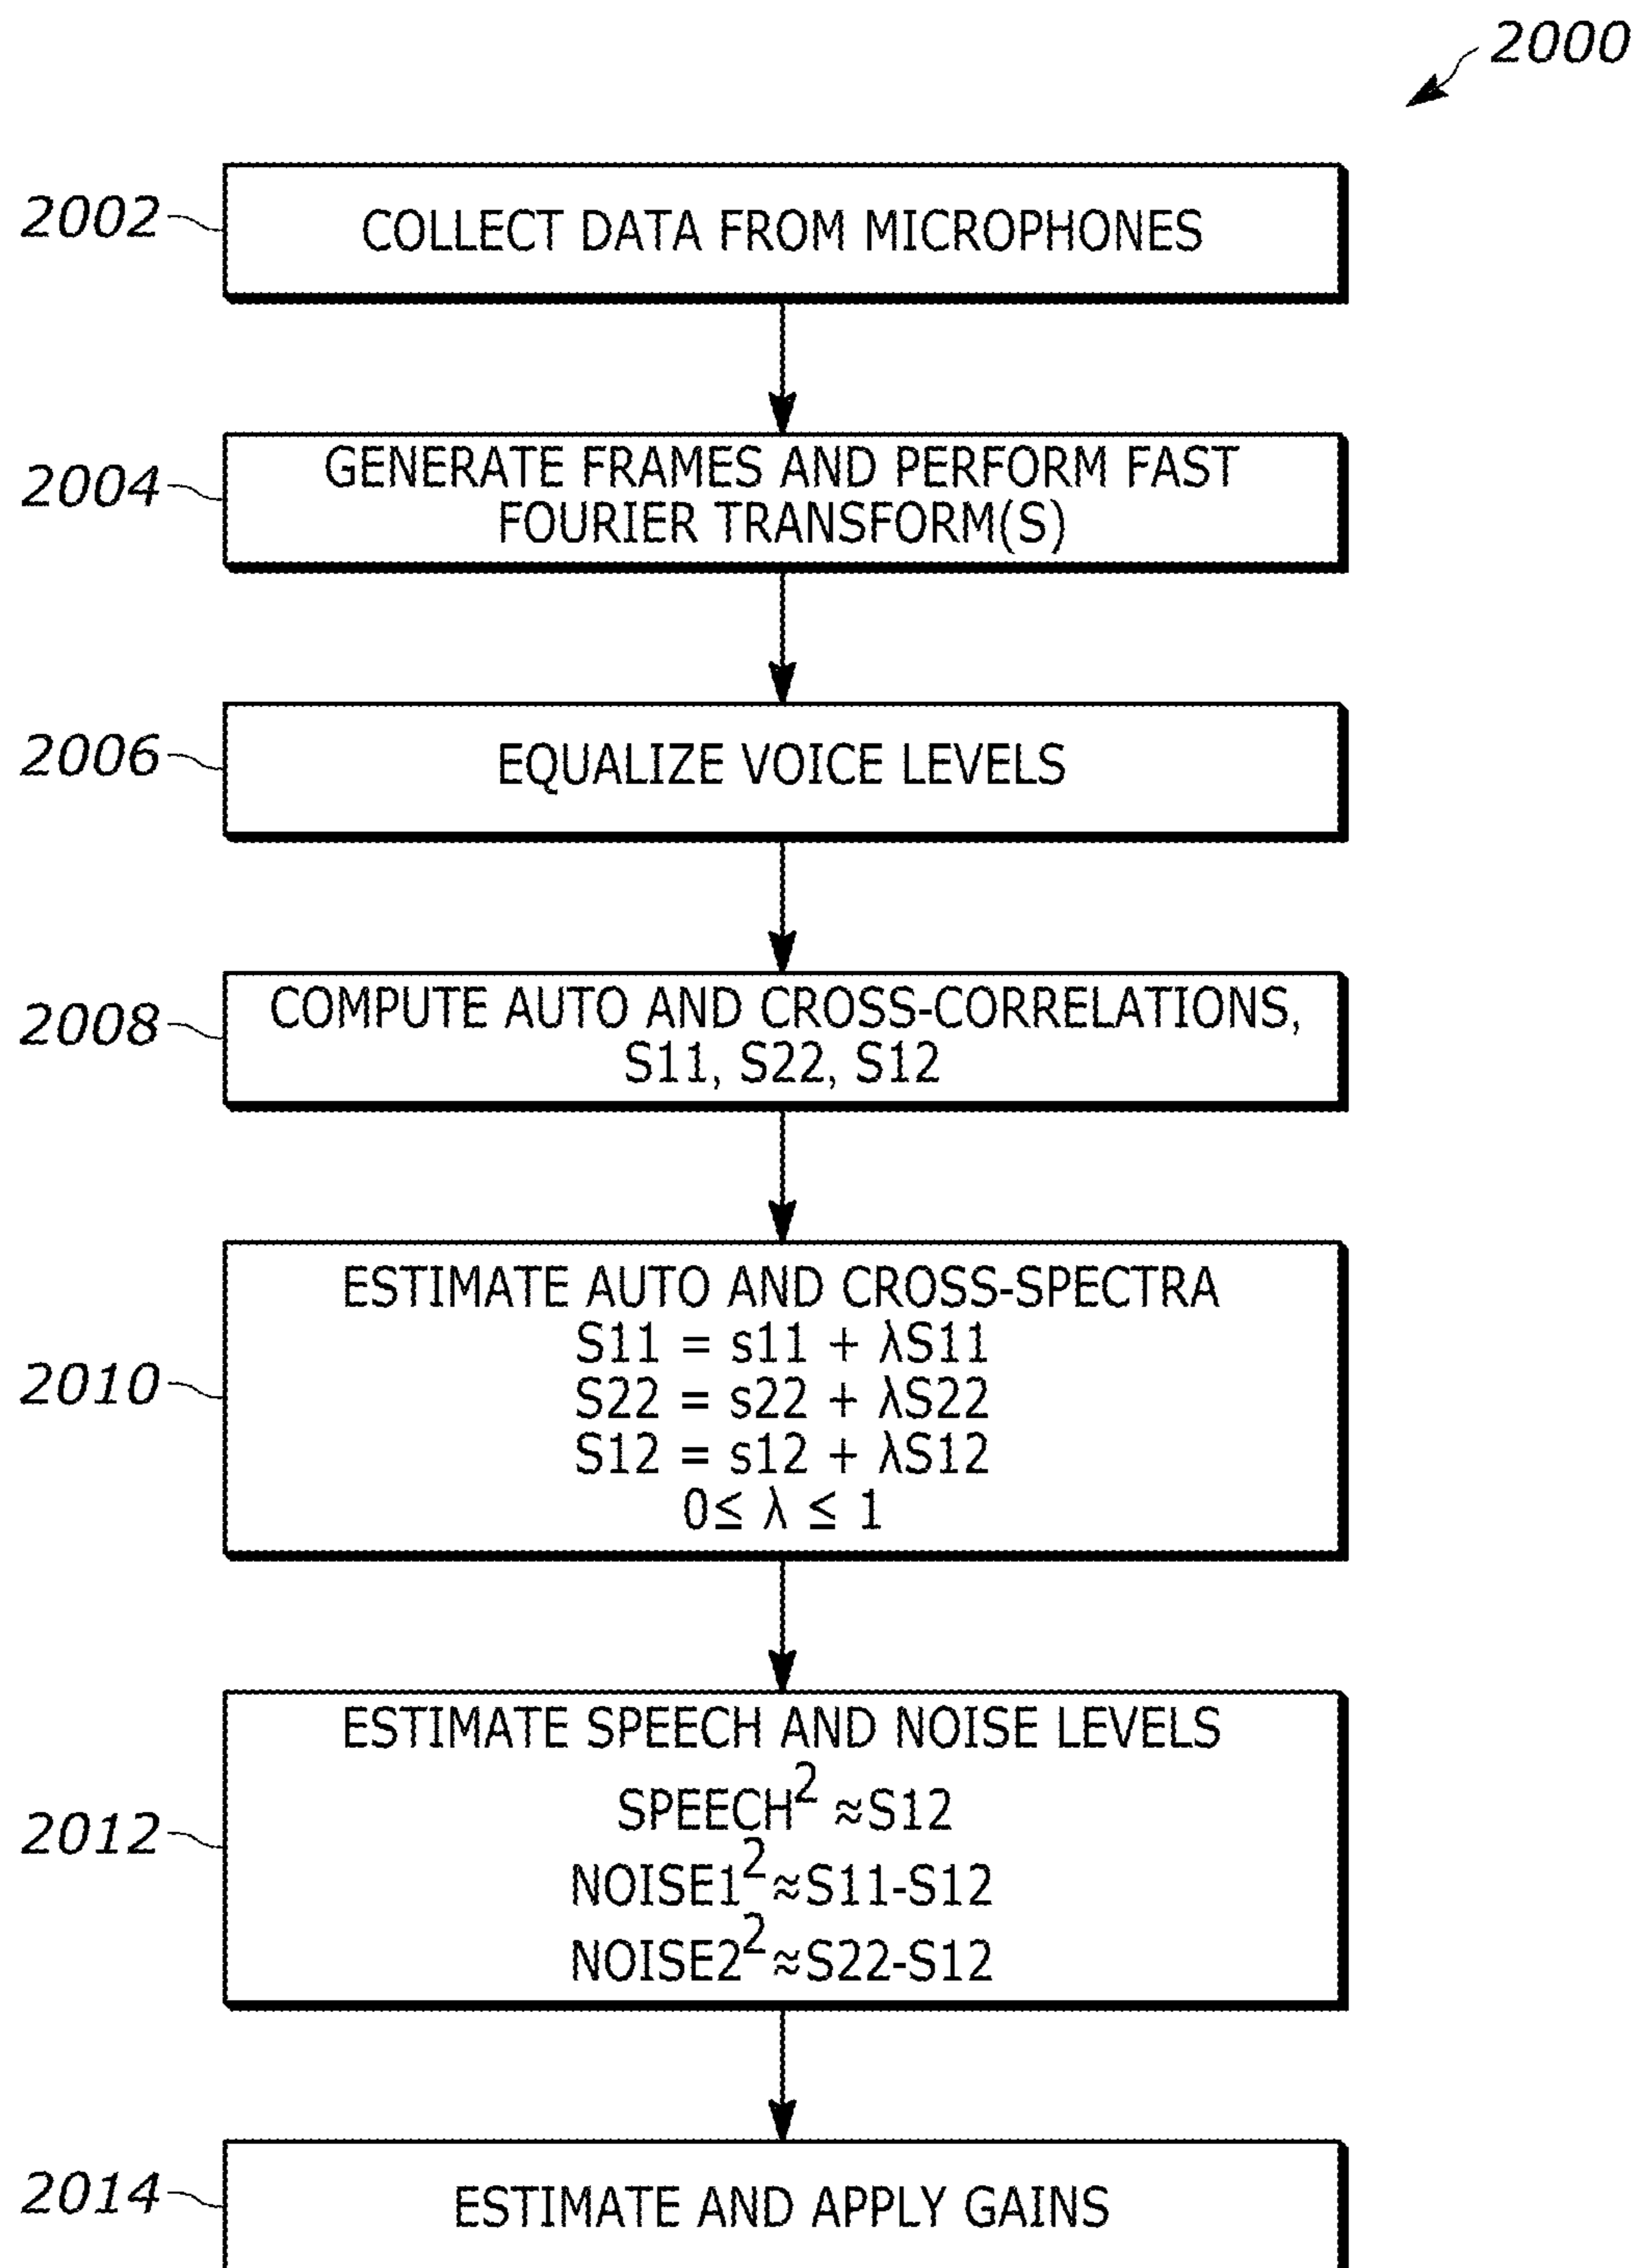 2000
2002
COLLECT DATA FROM MICROPHONES
2004
GENERATE FRAMES AND PERFORM FAST
FOURIER TRANSFORM(S)
2006
EQUALIZE VOICE LEVELS
2008
COMPUTE AUTO AND CROSS-CORRELATIONS,
S11, S22, S12
2010
ESTIMATE AUTO AND CROSS-SPECTRA
S11 = s11 + λS11
S22 = s22 + λS22
S12 = s12 + λS12
0≤ λ ≤ 1
2012
ESTIMATE SPEECH AND NOISE LEVELS
SPEECH² ≈S12
NOISE1²≈S11-S12
NOISE2²≈S22-S12
2014
ESTIMATE AND APPLY GAINS